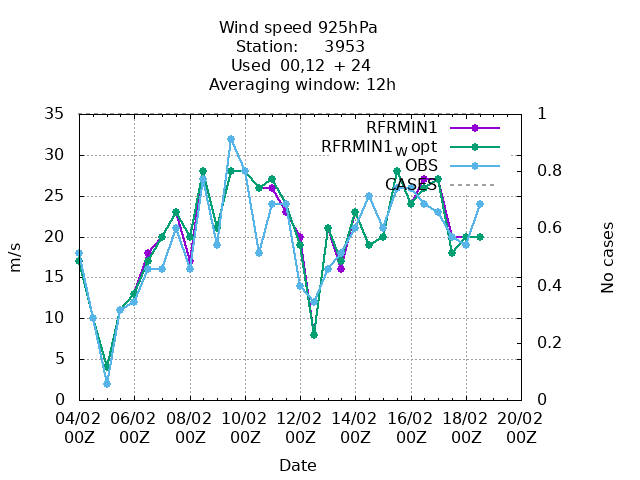 Wind speed 925hPa
Station: 3953
Used 00,12 + 24
Averaging window: 12h
35 1
30
25 0.8
20 0.6
15 0.4
10
5 0.2
0 0
RFRMIN1
RFRMIN1w opt
OBS
CASES
m/s
No cases
04/02 06/02 08/02 10/02 12/02 14/02 16/02 18/02 20/02
00Z 00Z 00Z 00Z 00Z 00Z 00Z 00Z 00Z
Date